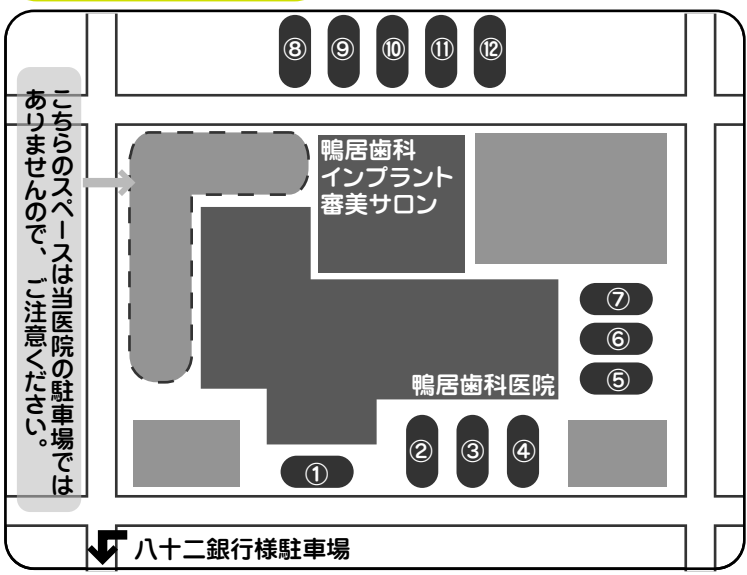 ⑧ ⑨ ⑩ ⑪ ⑫
こちらのスペースは当医院の駐車場では
ありませんので、ご注意ください。
鴨居歯科
インプラント
審美サロン
⑦
⑥
⑤
鴨居歯科医院
② ③ ④
①
八十二銀行様駐車場